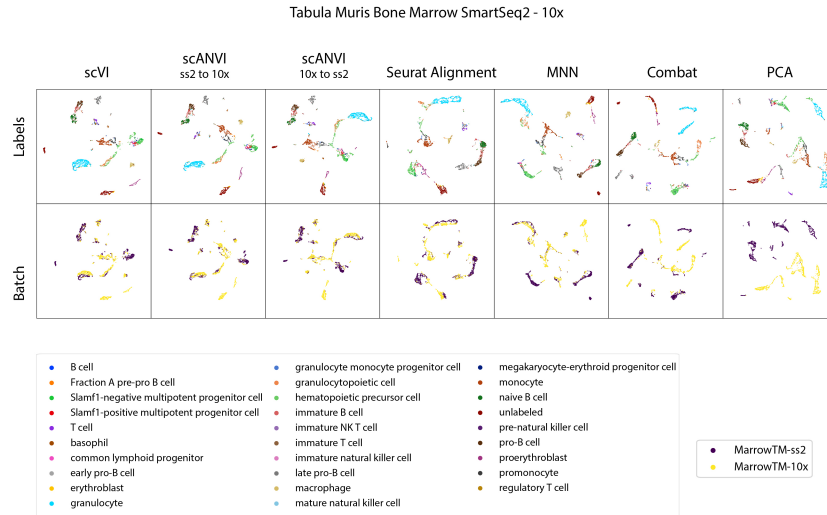 Tabula Muris Bone Marrow SmartSeq2 - 10x
scVI
scANVI
ss2 to 10x
scANVI
10x to ss2
Seurat Alignment
MNN
Combat
PCA
Labels
Batch
B cell
Fraction A pre-pro B cell
Slamf1-negative multipotent progenitor cell
Slamf1-positive multipotent progenitor cell
T cell
basophil
common lymphoid progenitor
early pro-B cell
erythroblast
granulocyte
granulocyte monocyte progenitor cell
granulocytopoietic cell
hematopoietic precursor cell
immature B cell
immature NK T cell
immature T cell
immature natural killer cell
late pro-B cell
macrophage
mature natural killer cell
megakaryocyte-erythroid progenitor cell
monocyte
naive B cell
unlabeled
pre-natural killer cell
pro-B cell
proerythroblast
promonocyte
regulatory T cell
MarrowTM-ss2
MarrowTM-10x